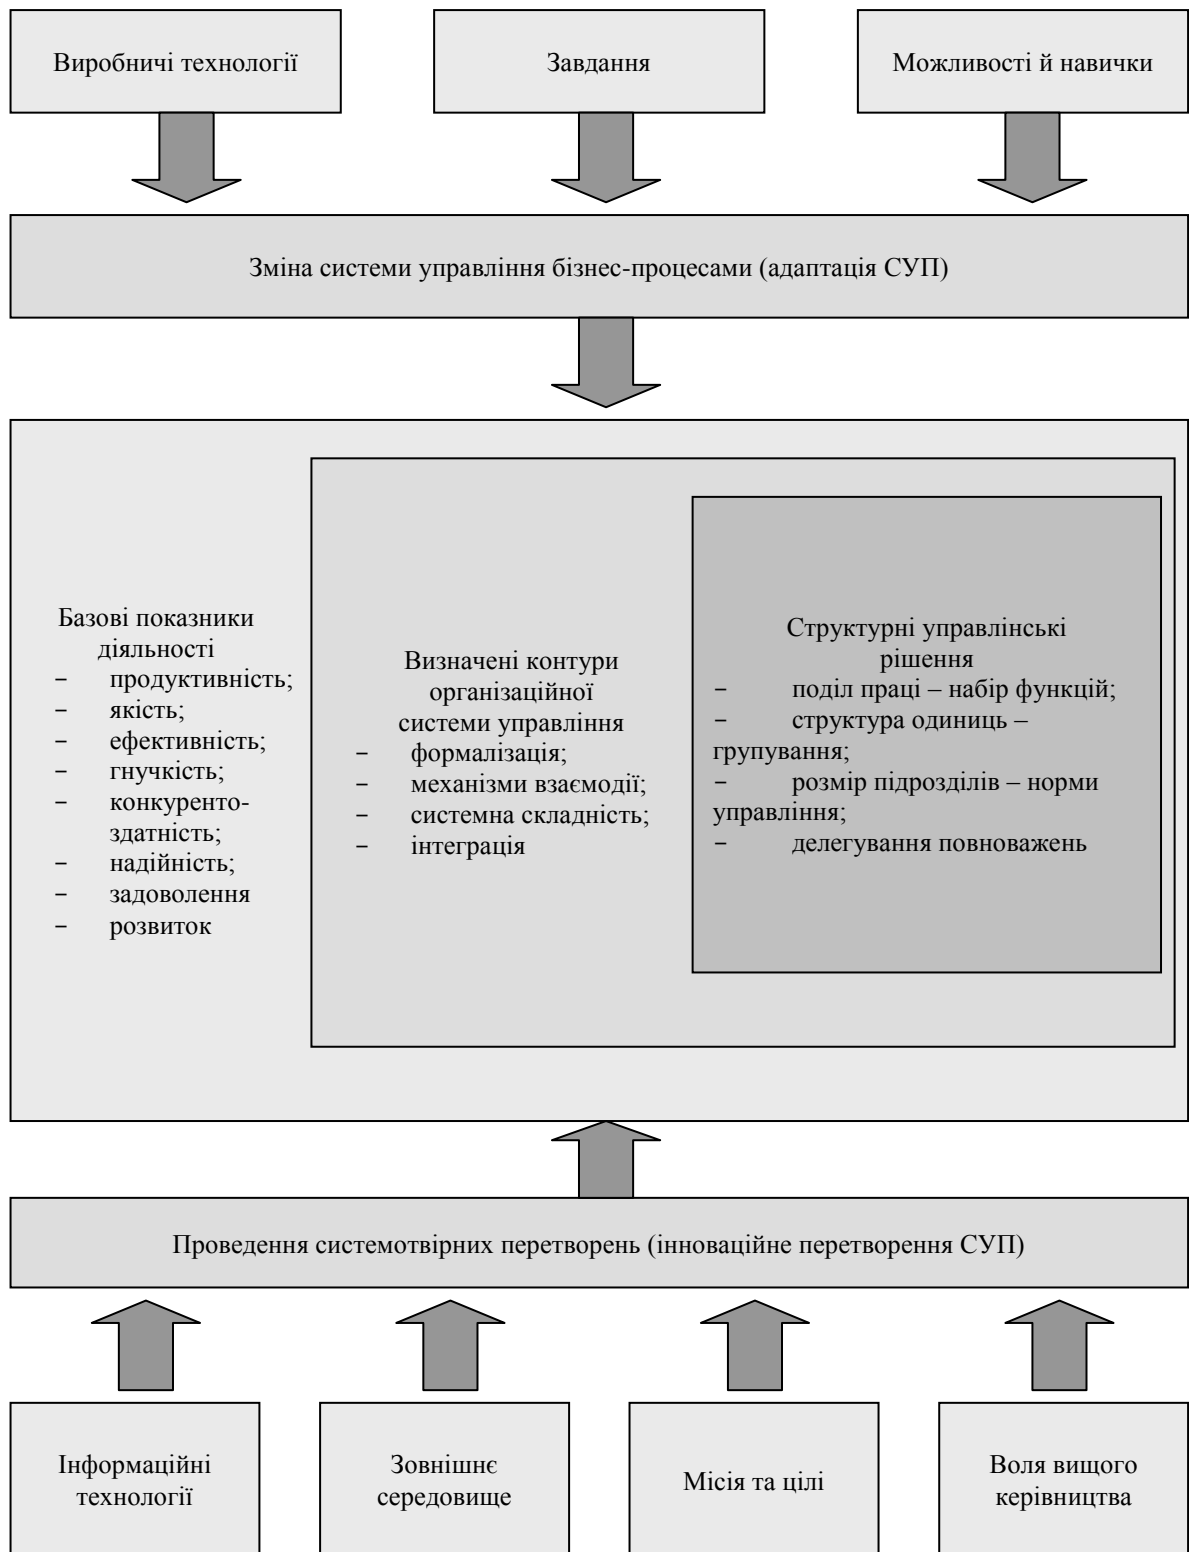 Виробничі технології
Завдання
Можливості й навички
Зміна системи управління бізнес-процесами (адаптація СУП)
Базові показники
діяльності
– продуктивність;
– якість;
– ефективність;
– гнучкість;
– конкуренто-
здатність;
– надійність;
– задоволення
– розвиток
Визначені контури
організаційної
системи управління
– формалізація;
– механізми взаємодії;
– системна складність;
– інтеграція
Структурні управлінські
рішення
– поділ праці – набір функцій;
– структура одиниць –
групування;
– розмір підрозділів – норми
управління;
– делегування повноважень
Проведення системотвірних перетворень (інноваційне перетворення СУП)
Інформаційні
технології
Зовнішнє
середовище
Місія та цілі
Воля вищого
керівництва